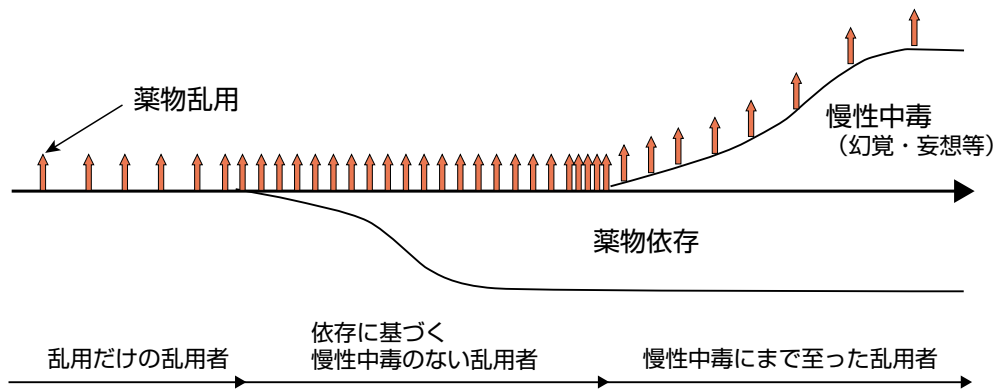 薬物乱用
慢性中毒
（幻覚・妄想等）
薬物依存
乱用だけの乱用者
依存に基づく
慢性中毒のない乱用者
慢性中毒にまで至った乱用者